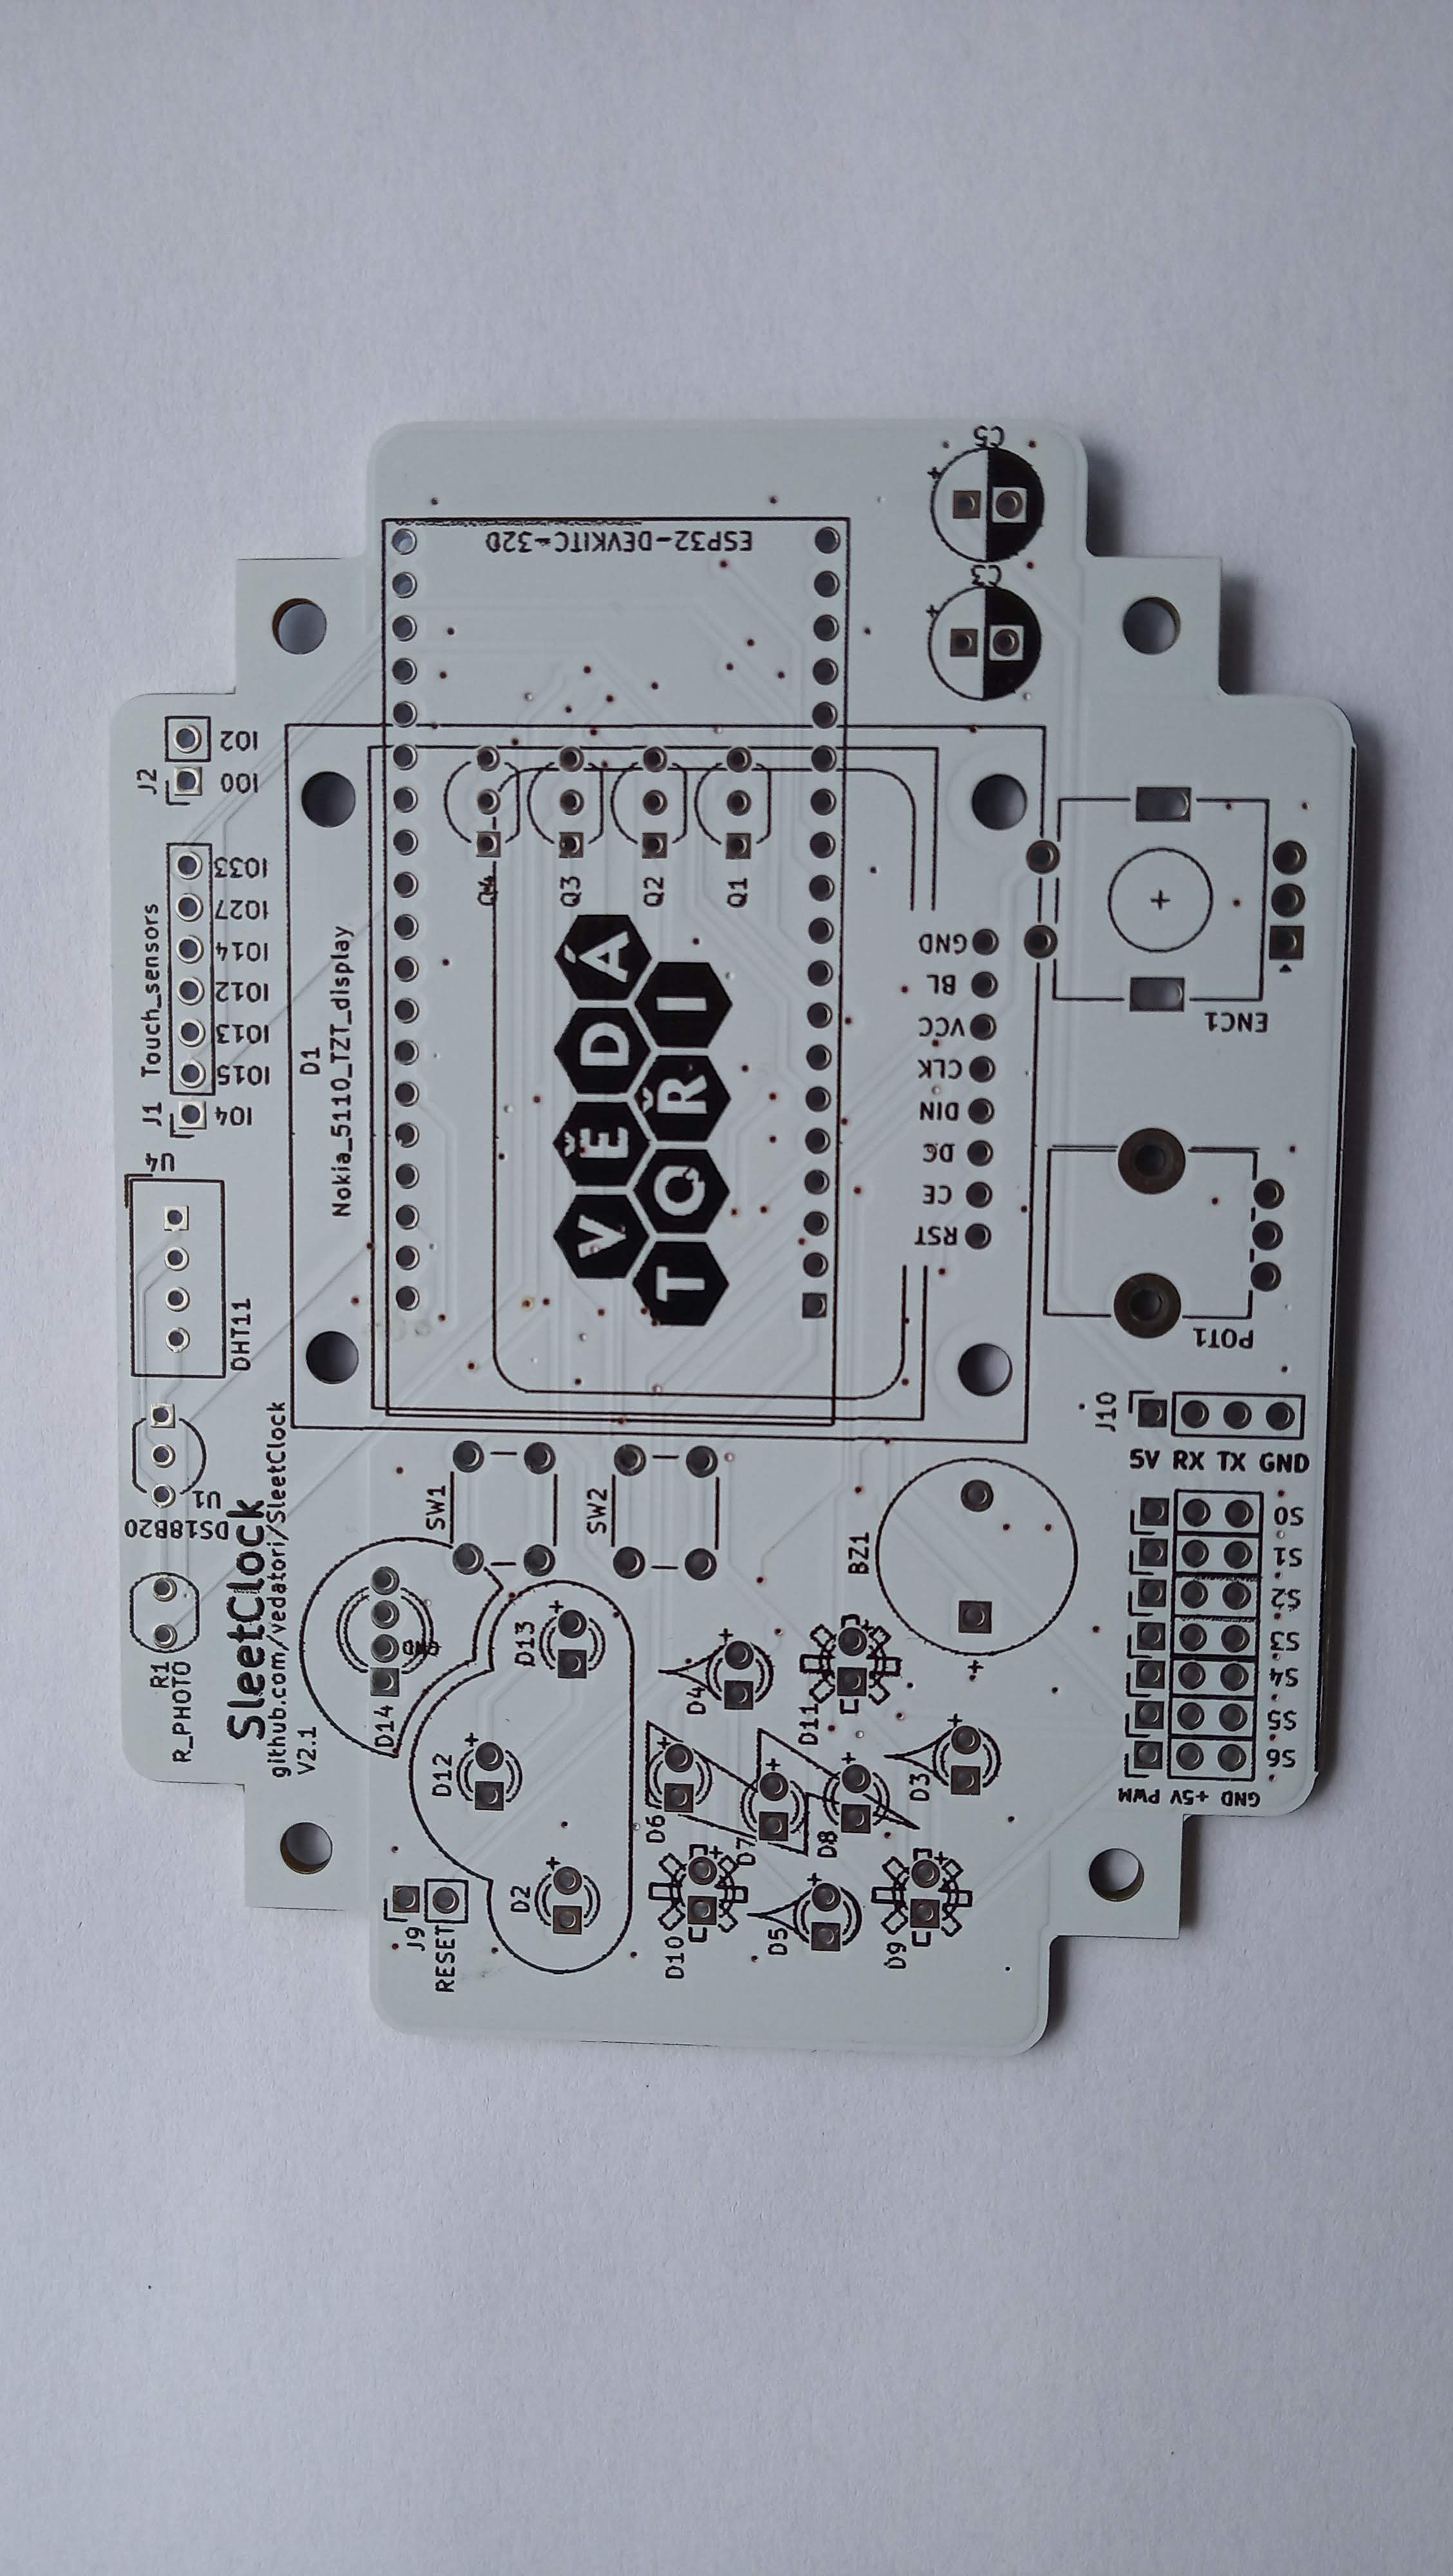 R1
R_PHOTO
DS18B20
U1
U4
DHT11
J1 Touch_sensors
IO4 IO15 IO13 IO12 IO14 IO27 IO33
J2
IO0 IO2
SleetClock
github.com/vedatori/SleetClock
V2.1
D1
Nokia_5110_TZT_display
D14
J9
RESET
D12
+
SW1
D2
+
D13
+
Q4
Q3
Q2
Q1
ESP32-DEVKITC-32D
VĚDÁ
TOŘI
SW2
D10
+
D6
+
D4
+
D7
+
D5
+
D8
+
D11
+
D9
+
D3
+
BZ1
+
RST CE DC DIN CLK VCC BL GND
+
C3
+
C5
J10
5V RX TX GND
PWM
+5V
GND
S6 S5 S4 S3 S2 S1 S0
POT1
ENC1
+